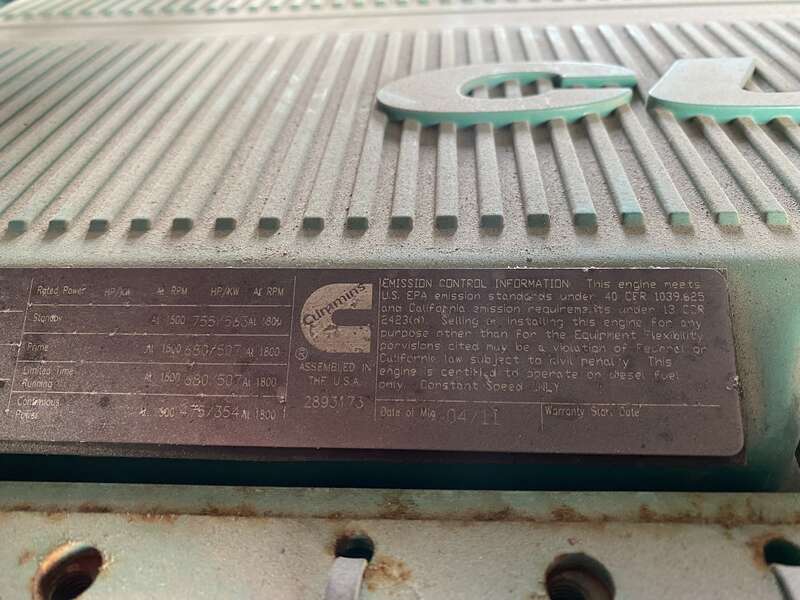 CU
Rated Power HP/KW At RPM HP/KW At RPM
Standby At 1500 755/563 At 1800
Prime At 1500 680/507 At 1800
Limited Time
Running At 1500 680/507 At 1800
Continuous
Power At 1500 475/354 At 1800
Cummins
®
ASSEMBLED IN
THE U.S.A.
2893173
EMISSION CONTROL INFORMATION: This engine meets
U.S. EPA emission standards under 40 CFR 1039.625
and California emission requirements under 13 CCR
2423(d). Selling or installing this engine for any
purpose other than for the Equipment Flexibility
porvisions cited may be a violation of Federal or
California law subject to civil penalty. This
engine is certified to operate on diesel fuel
only. Constant Speed ONLY
Date of Mfg 04/11
Warranty Start Date